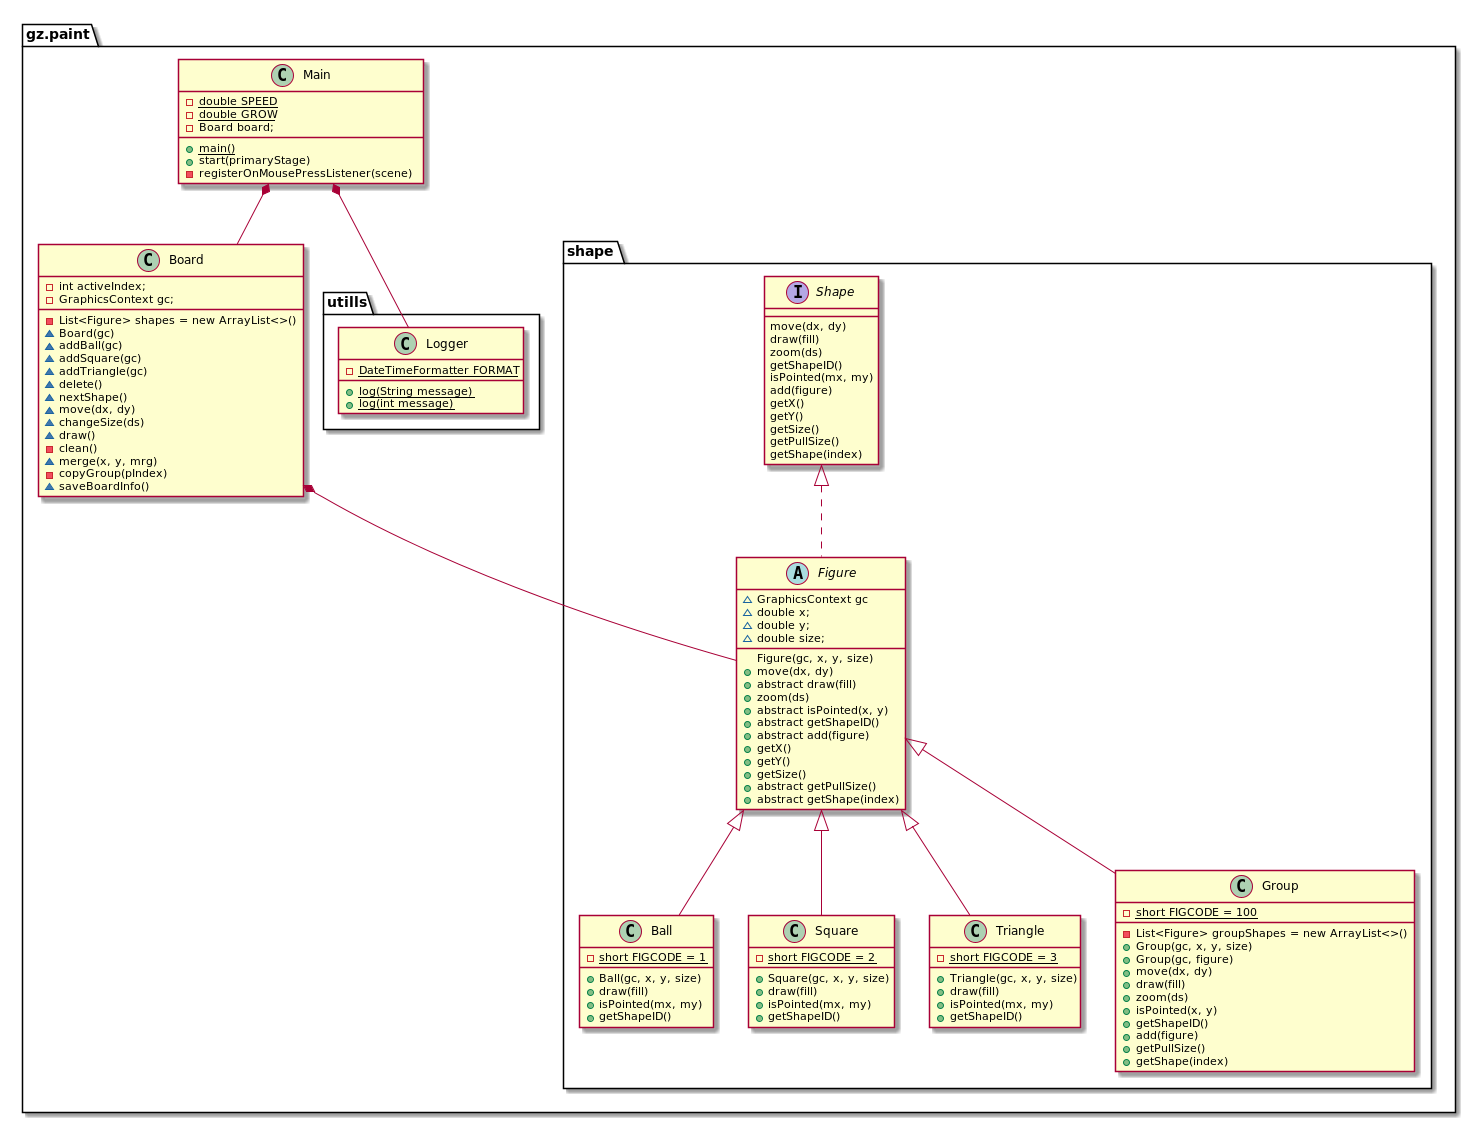 gz.paint
C Main
double SPEED
double GROW
Board board;
main()
start(primaryStage)
registerOnMousePressListener(scene)
C Board
int activeIndex;
GraphicsContext gc;
List<Figure> shapes = new ArrayList<>()
Board(gc)
addBall(gc)
addSquare(gc)
addTriangle(gc)
delete()
nextShape()
move(dx, dy)
changeSize(ds)
draw()
clean()
merge(x, y, mrg)
copyGroup(pIndex)
saveBoardInfo()
utills
C Logger
DateTimeFormatter FORMAT
log(String message)
log(int message)
shape
I Shape
move(dx, dy)
draw(fill)
zoom(ds)
getShapeID()
isPointed(mx, my)
add(figure)
getX()
getY()
getSize()
getPullSize()
getShape(index)
A Figure
GraphicsContext gc
double x;
double y;
double size;
Figure(gc, x, y, size)
move(dx, dy)
abstract draw(fill)
zoom(ds)
abstract isPointed(x, y)
abstract getShapeID()
abstract add(figure)
getX()
getY()
getSize()
abstract getPullSize()
abstract getShape(index)
C Ball
short FIGCODE = 1
Ball(gc, x, y, size)
draw(fill)
isPointed(mx, my)
getShapeID()
C Square
short FIGCODE = 2
Square(gc, x, y, size)
draw(fill)
isPointed(mx, my)
getShapeID()
C Triangle
short FIGCODE = 3
Triangle(gc, x, y, size)
draw(fill)
isPointed(mx, my)
getShapeID()
C Group
short FIGCODE = 100
List<Figure> groupShapes = new ArrayList<>()
Group(gc, x, y, size)
Group(gc, figure)
move(dx, dy)
draw(fill)
zoom(ds)
isPointed(x, y)
getShapeID()
add(figure)
getPullSize()
getShape(index)